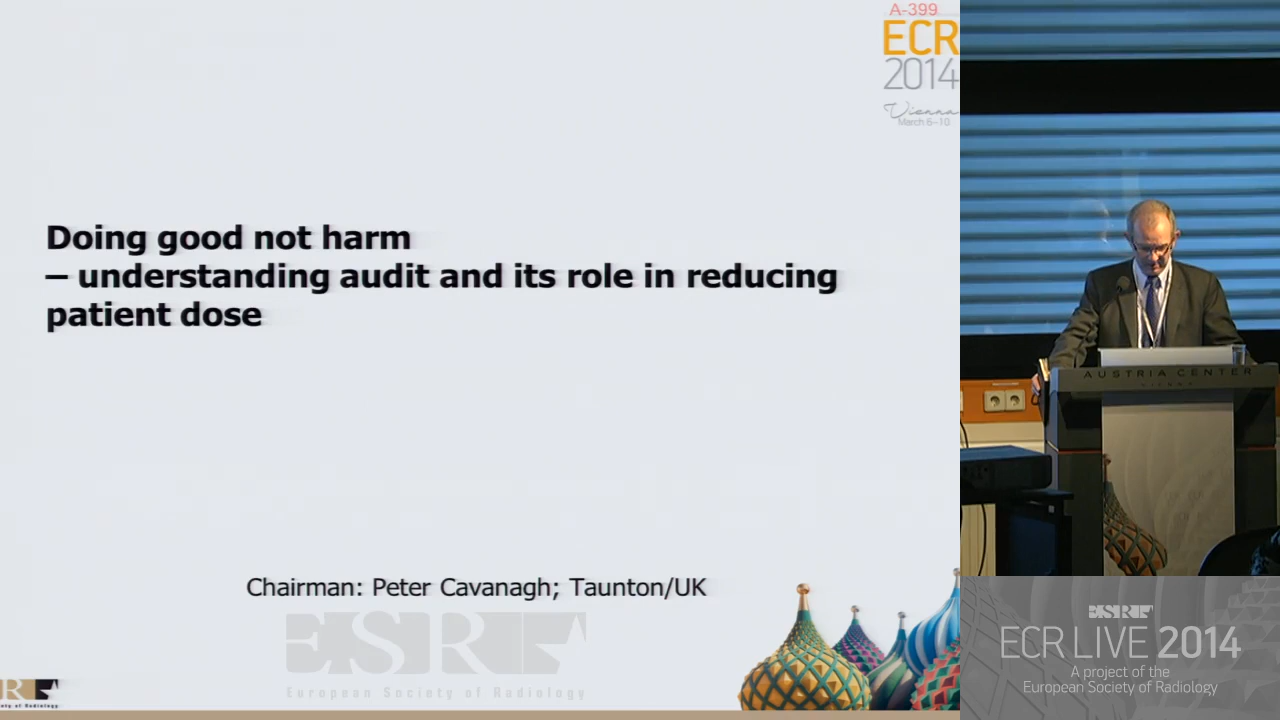 A-399
ECR
2014
Vienna
March 6–10
Doing good not harm
– understanding audit and its role in reducing
patient dose
Chairman: Peter Cavanagh; Taunton/UK
ESR
European Society of Radiology
AUSTRIA CENTER
ESR
ECR LIVE 2014
A project of the
European Society of Radiology